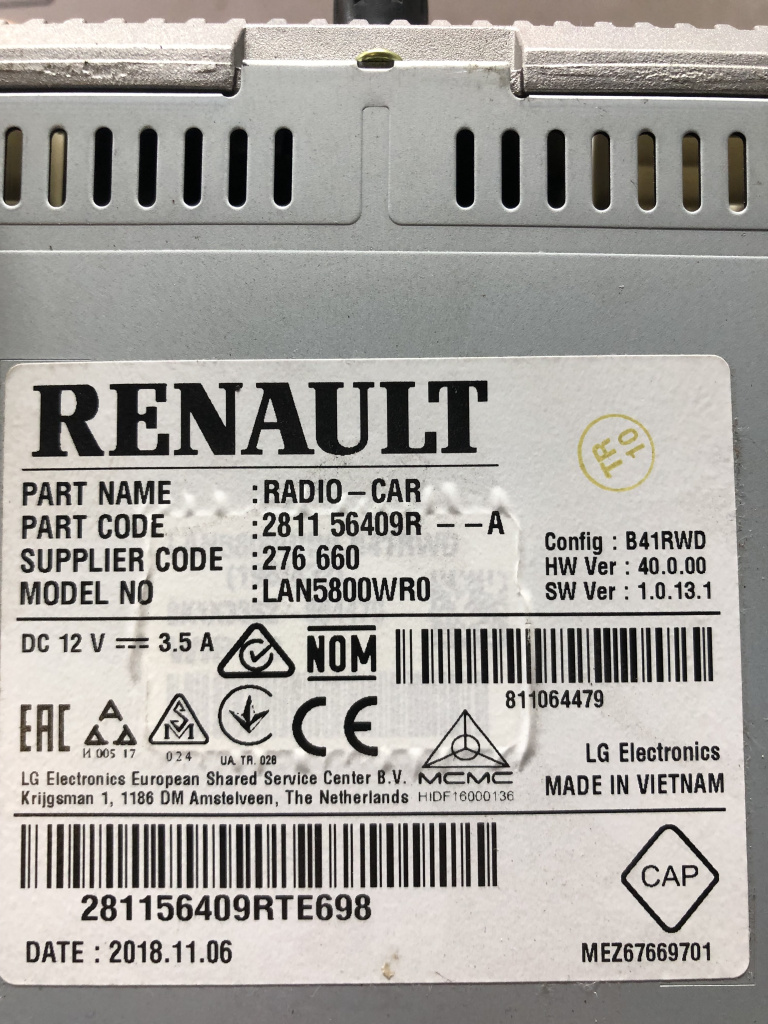 RENAULT
TR
10
PART NAME :RADIO-CAR
PART CODE :2811 56409R --A
SUPPLIER CODE :276 660
MODEL NO :LAN5800WR0
Config : B41RWD
HW Ver : 40.0.00
SW Ver : 1.0.13.1
DC 12 V ⎓ 3.5 A
NOM
811064479
EAC
И 005 17
SM
024
UA. TR. 028
CE
MCMC
HIDF16000136
LG Electronics
MADE IN VIETNAM
LG Electronics European Shared Service Center B.V.
Krijgsman 1, 1186 DM Amstelveen, The Netherlands
281156409RTE698
CAP
DATE : 2018.11.06
MEZ67669701